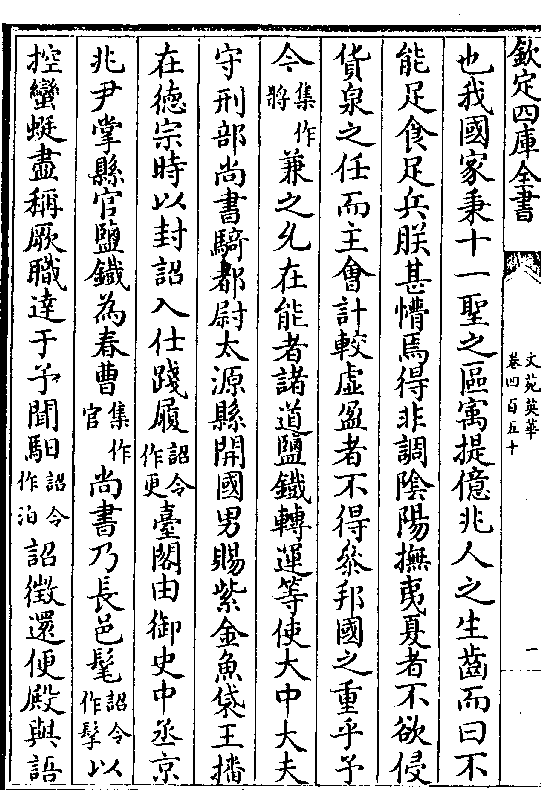 欽定四庫全書
文苑英華
卷四百五十
一
也我國家秉十一聖之區寓提億兆人之生齒而曰不
能足食足兵朕甚懵焉得非調陰陽撫夷夏者不欲侵
貨泉之任而主會計較虛盈者不得叅邦國之重乎予
今集作將兼之乆在能者諸道鹽鐵轉運等使大中大夫
守刑部尚書騎都尉太源縣開國男賜紫金魚袋王播
在德宗時以封詔入仕踐履詔令作更臺閣由御史中丞京
兆尹掌縣官鹽鐵為春曹集作官尚書乃長邑髦詔令作髳以
控蠻蜒盡稱厥職達于予聞馹詔令作洎詔徴還便殿與語